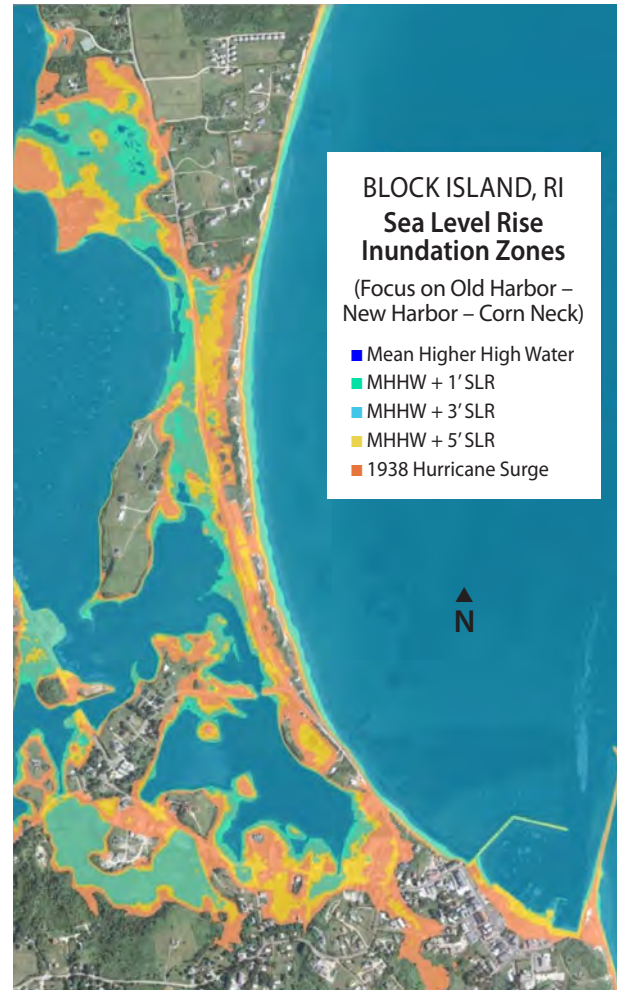 BLOCK ISLAND, RI
Sea Level Rise
Inundation Zones
(Focus on Old Harbor –
New Harbor – Corn Neck)
Mean Higher High Water
MHHW + 1' SLR
MHHW + 3' SLR
MHHW + 5' SLR
1938 Hurricane Surge
N